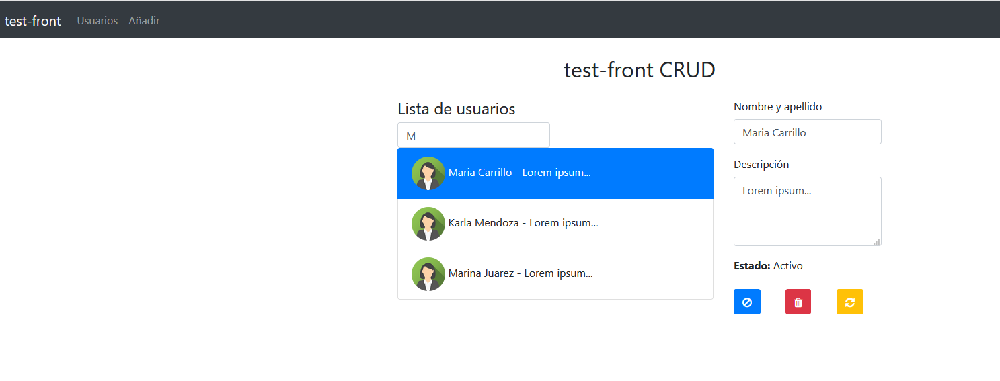 test-front Usuarios Añadir
test-front CRUD
Lista de usuarios
M
Maria Carrillo - Lorem ipsum...
Karla Mendoza - Lorem ipsum...
Marina Juarez - Lorem ipsum...
Nombre y apellido
Maria Carrillo
Descripción
Lorem ipsum...
Estado: Activo